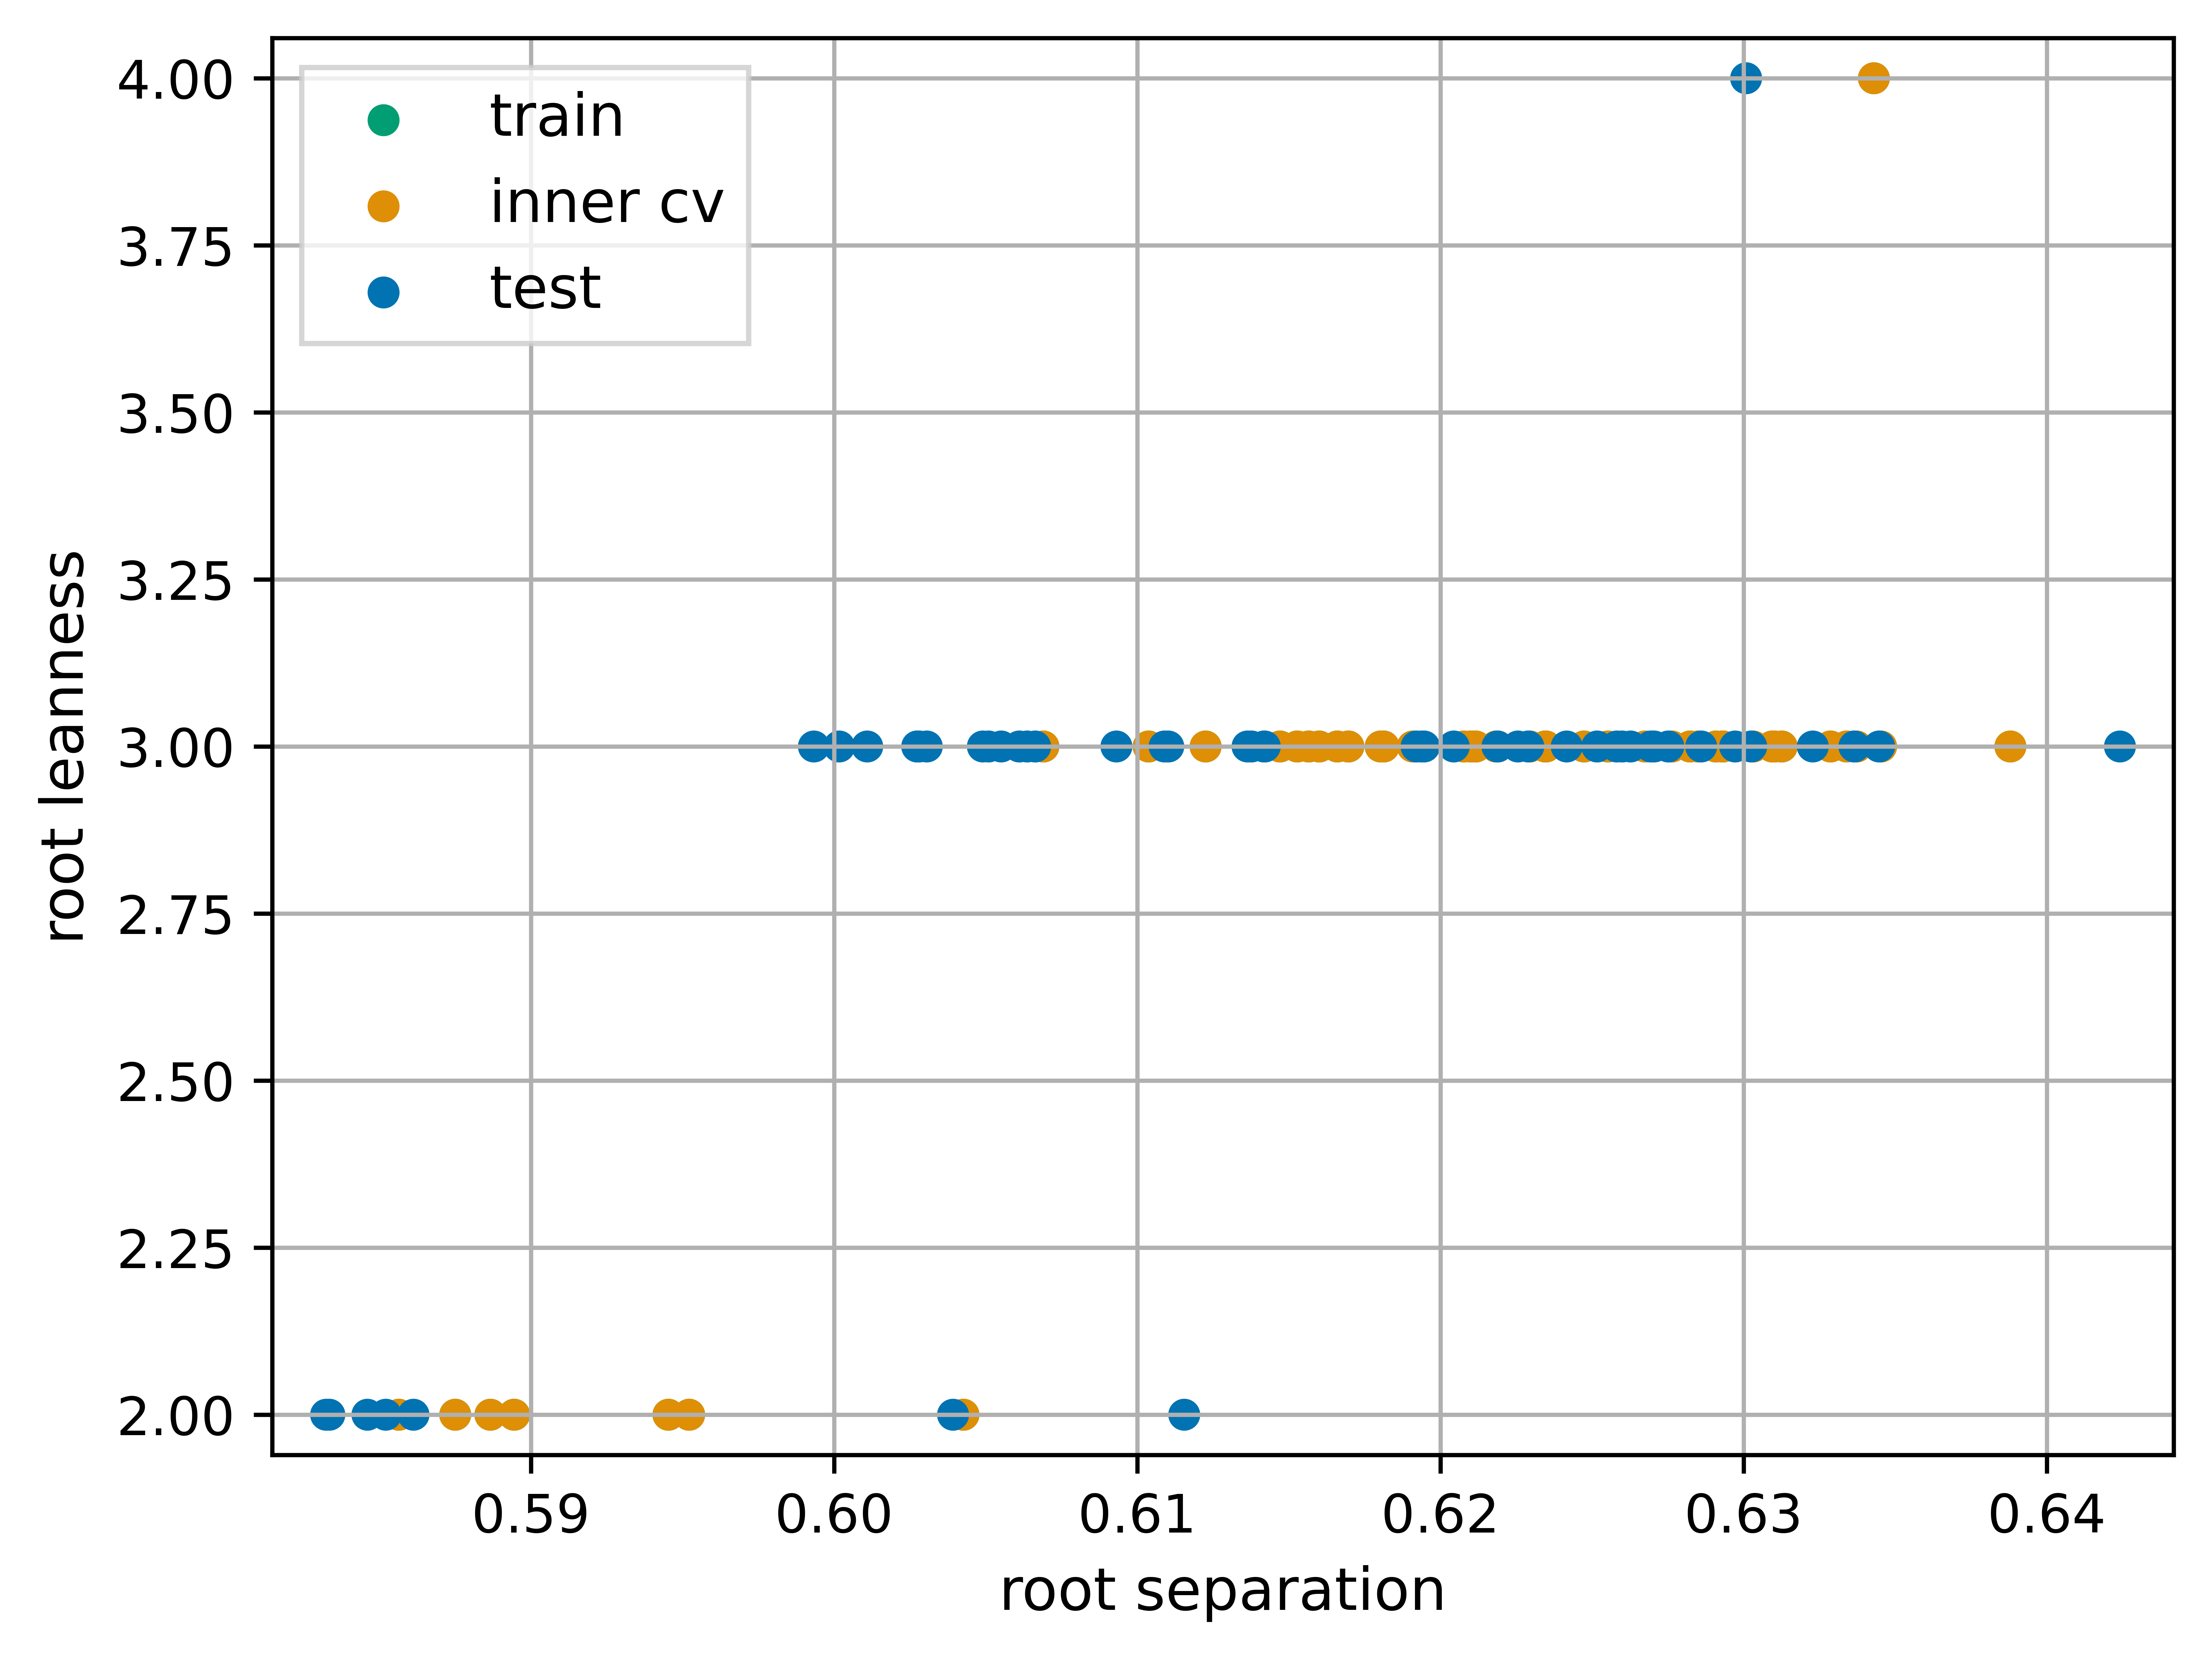 train
inner cv
test
4.00
3.75
3.50
3.25
3.00
2.75
2.50
2.25
2.00
root leanness
0.59 0.60 0.61 0.62 0.63 0.64
root separation